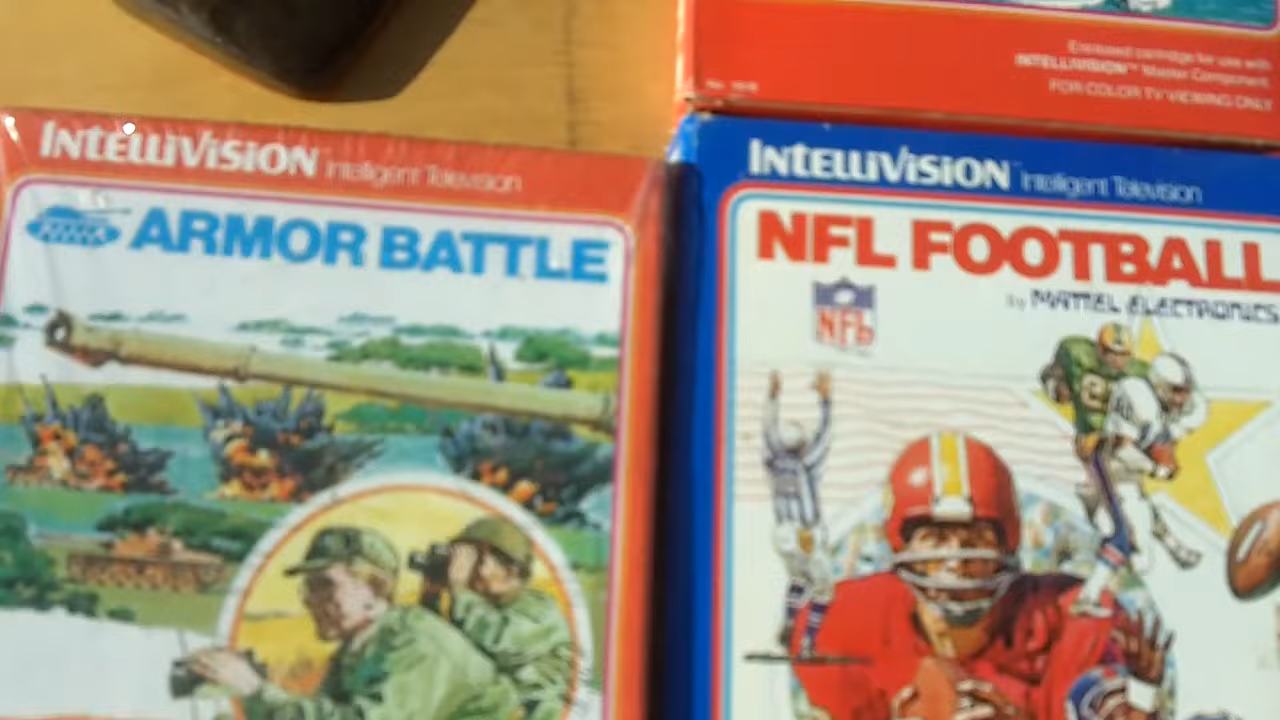 Enclosed cartridge for use with
INTELLIVISION™ Master Component.
FOR COLOR TV VIEWING ONLY
INTELLIVISION Intelligent Television
ARMOR BATTLE
INTELLIVISION Intelligent Television
NFL FOOTBALL
by MATTEL ELECTRONICS
NFL